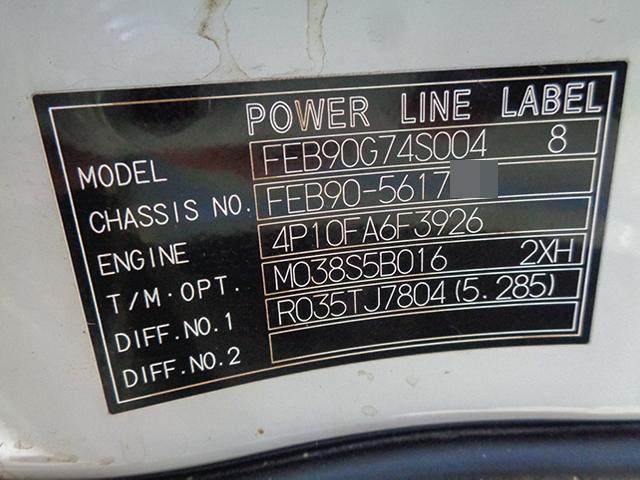 POWER LINE LABEL
MODEL FEB90G74S004 8
CHASSIS NO. FEB90-5617
ENGINE 4P10FA6F3926
T/M·OPT. M038S5B016 2XH
DIFF.NO.1 R035TJ7804(5.285)
DIFF.NO.2